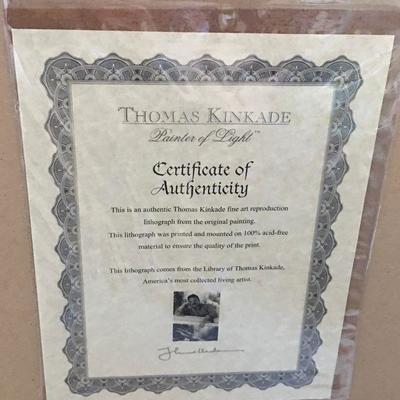 THOMAS KINKADE
Painter of Light™
Certificate of
Authenticity
This is an authentic Thomas Kinkade fine art reproduction
lithograph from the original painting.
This lithograph was printed and mounted on 100% acid-free
material to ensure the quality of the print.
This lithograph comes from the Library of Thomas Kinkade,
America's most collected living artist.